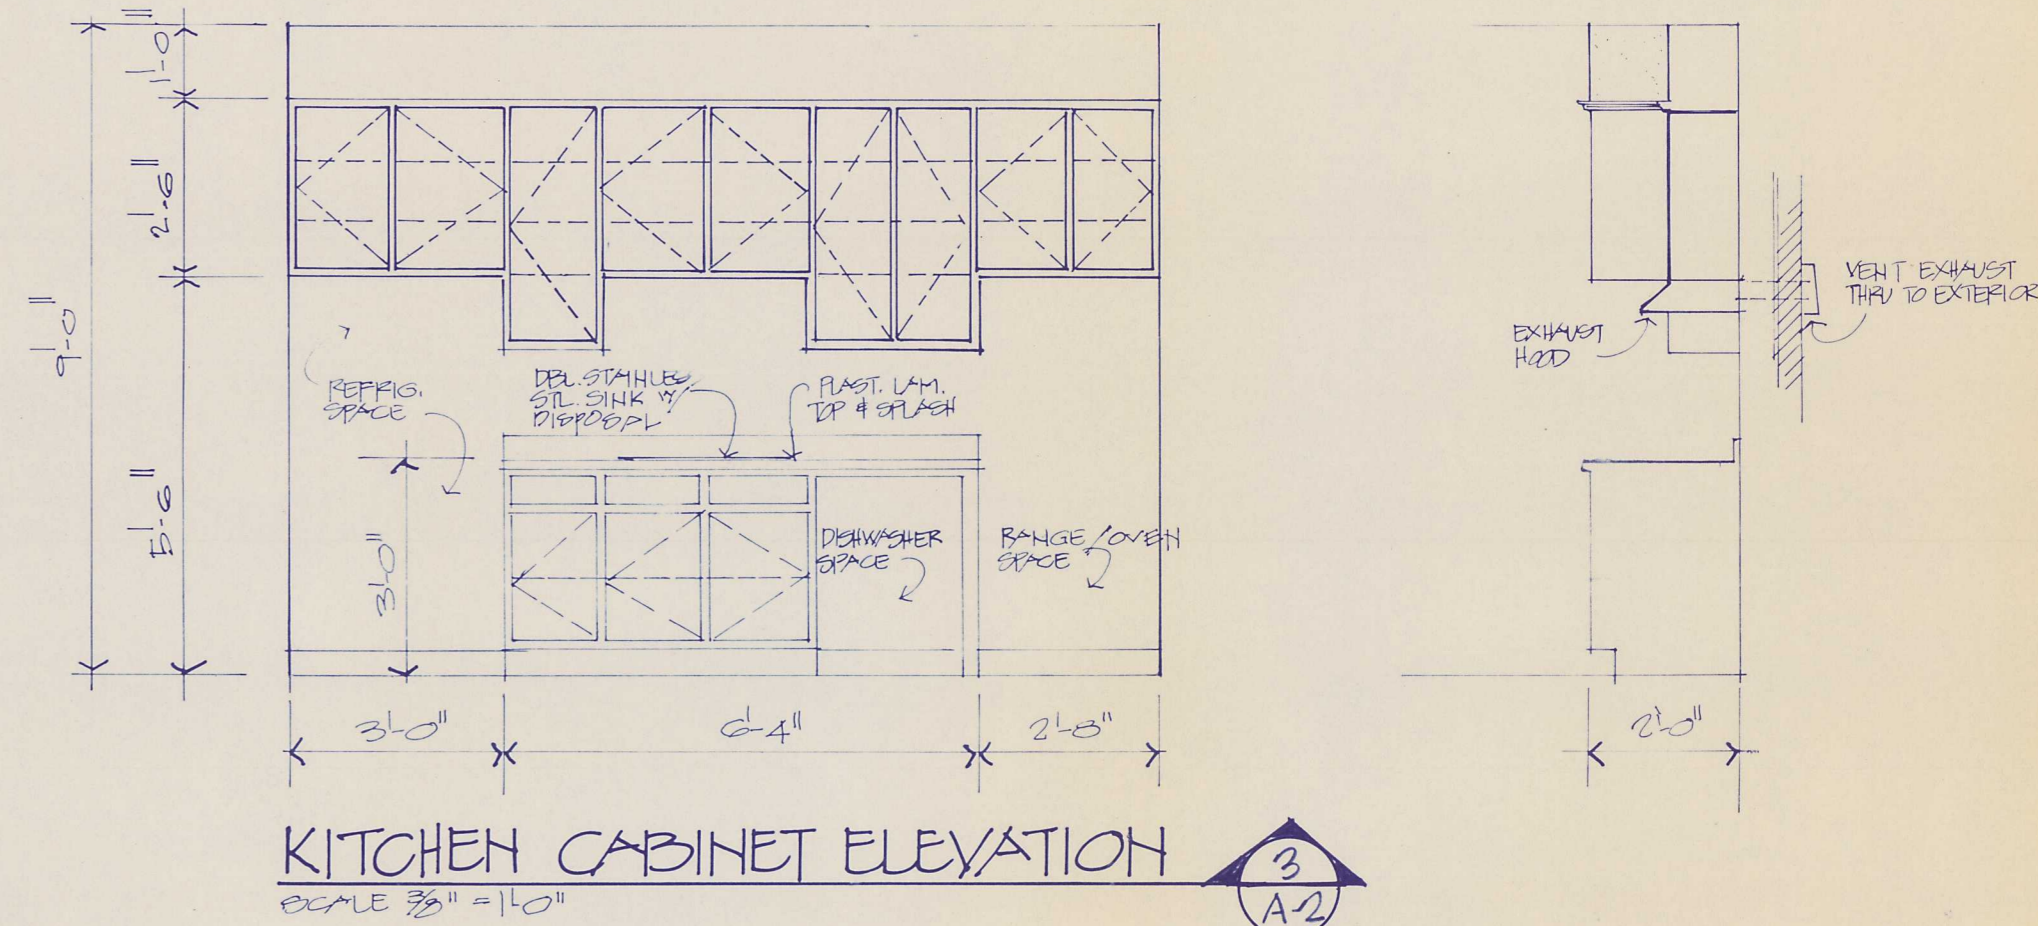 1'-0"
2'-6"
9'-0"
5'-6"
REFRIG.
SPACE
DBL. STAINLES
STL. SINK W/
DISPOSAL
PLAST. LAM.
TOP & SPLASH
3'-0"
DISHWASHER
SPACE
RANGE/OVEN
SPACE
3'-0"
6'-4"
2'-8"
EXHAUST
HOOD
VENT EXHAUST
THRU TO EXTERIOR
2'-0"
KITCHEN CABINET ELEVATION
SCALE 3/8" = 1'-0"
3
A-2